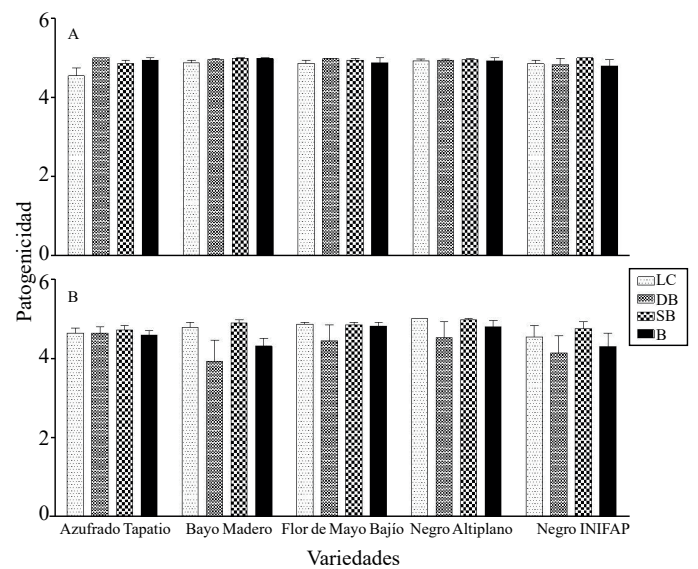 A
6
4
2
0
Patogenicidad
B
6
4
2
0
LC
DB
SB
B
Azufrado Tapatio Bayo Madero Flor de Mayo Bajío Negro Altiplano Negro INIFAP
Variedades